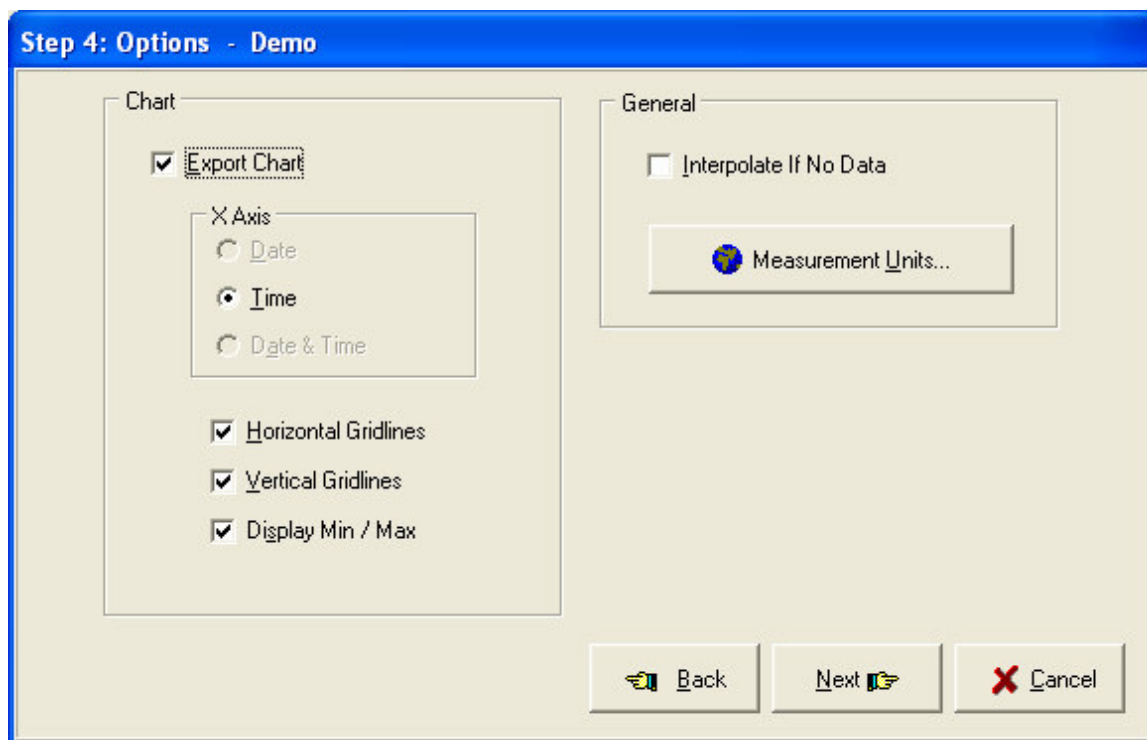 Step 4: Options - Demo
Chart
Export Chart
X Axis
Date
Time
Date & Time
Horizontal Gridlines
Vertical Gridlines
Display Min / Max
General
Interpolate If No Data
Measurement Units...
Back
Next
Cancel